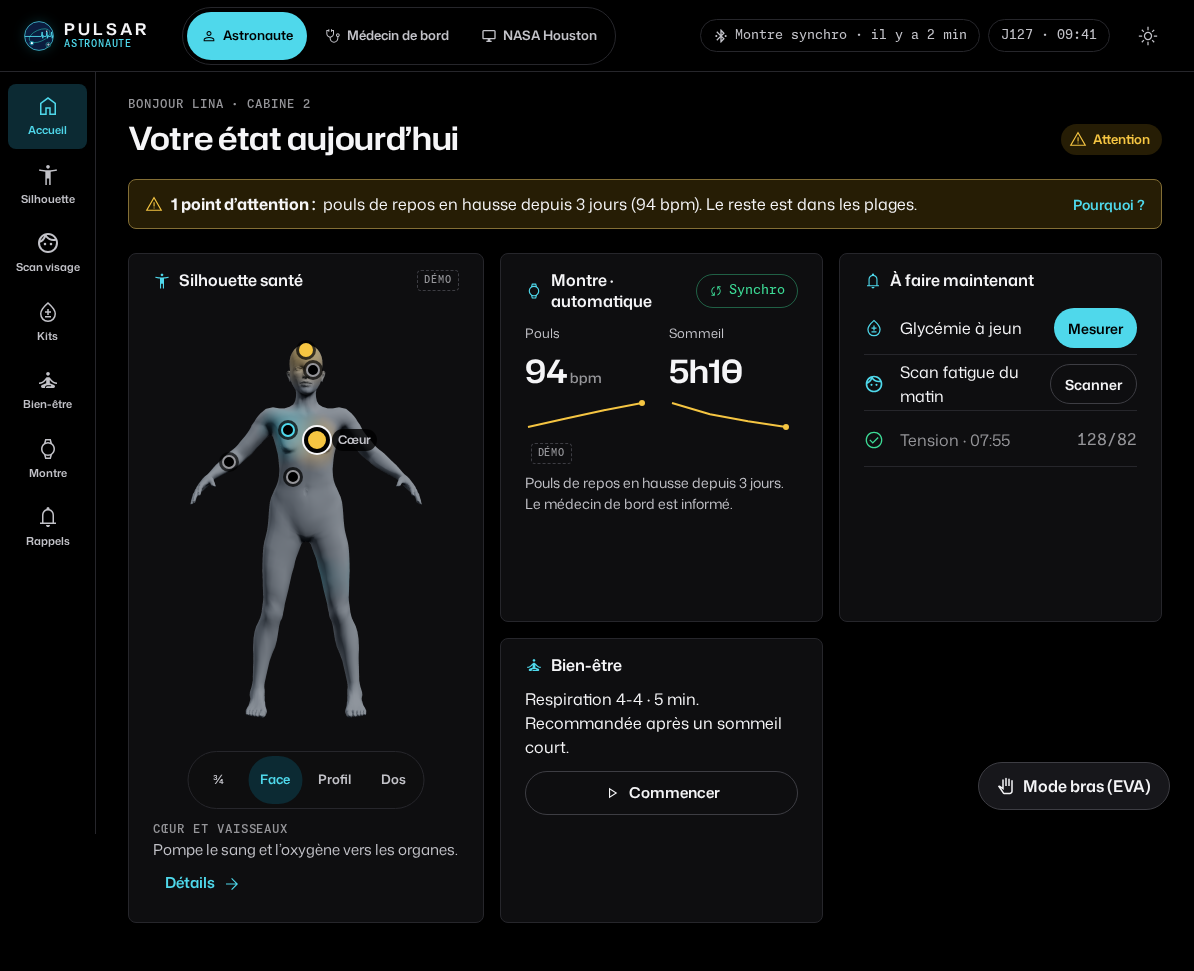 PULSAR
ASTRONAUTE
Astronaute
Médecin de bord
NASA Houston
Montre synchro · il y a 2 min
J127 · 09:41
Accueil
Silhouette
Scan visage
Kits
Bien-être
Montre
Rappels
BONJOUR LINA · CABINE 2
Votre état aujourd’hui
Attention
1 point d’attention : pouls de repos en hausse depuis 3 jours (94 bpm). Le reste est dans les plages.
Pourquoi ?
Silhouette santé
DÉMO
Cœur
¾
Face
Profil
Dos
CŒUR ET VAISSEAUX
Pompe le sang et l’oxygène vers les organes.
Détails
Montre ·
automatique
Synchro
Pouls
Sommeil
94 bpm
5h10
DÉMO
Pouls de repos en hausse depuis 3 jours.
Le médecin de bord est informé.
À faire maintenant
Glycémie à jeun
Mesurer
Scan fatigue du
matin
Scanner
Tension · 07:55
128/82
Bien-être
Respiration 4-4 · 5 min.
Recommandée après un sommeil
court.
Commencer
Mode bras (EVA)